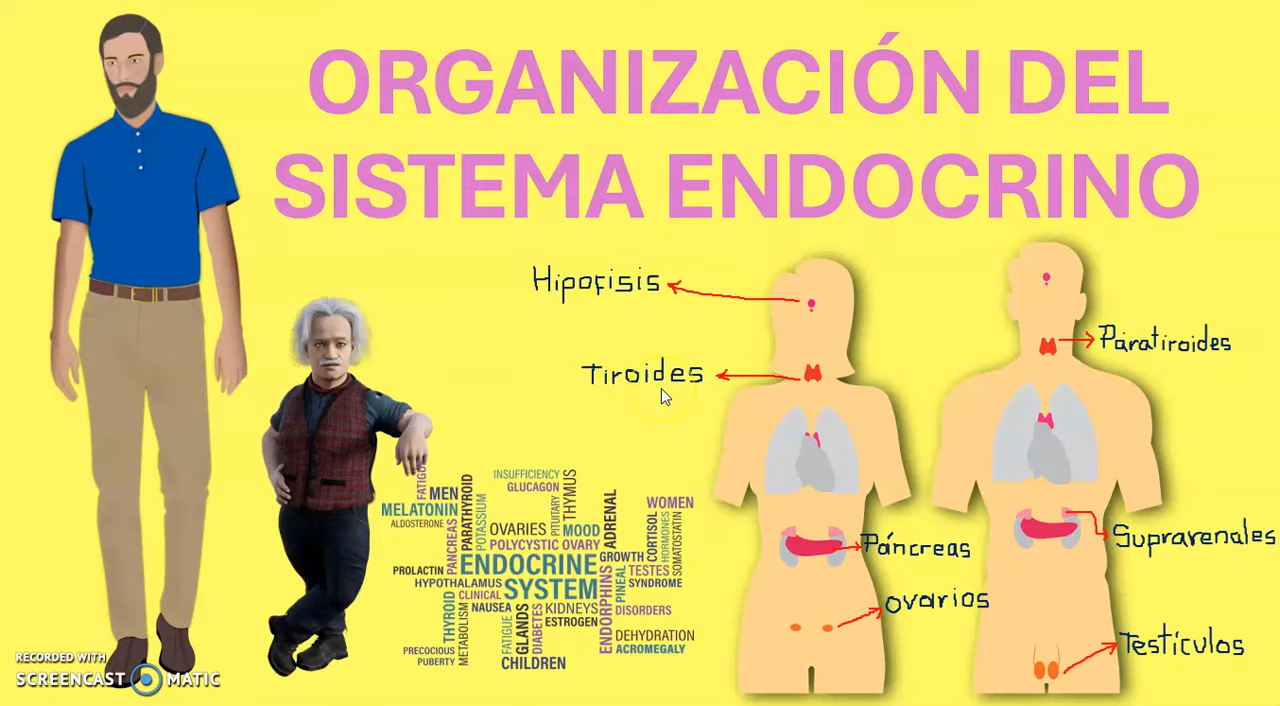 ORGANIZACIÓN DEL
SISTEMA ENDOCRINO
Hipofisis
Tiroides
Paratiroides
Páncreas
Suprarenales
ovarios
Testículos
FATIGUE
MEN
MELATONIN
ALDOSTERONE
PANCREAS
PARATHYROID
POTASSIUM
INSUFFICIENCY
GLUCAGON
THYMUS
PITUITARY
OVARIES
MOOD
POLYCYSTIC OVARY
ADRENAL
WOMEN
CORTISOL
HORMONES
SOMATOSTATIN
GROWTH
PROLACTIN
ENDOCRINE
TESTES
HYPOTHALAMUS
SYSTEM
SYNDROME
PINEAL
ENDORPHINS
CLINICAL
THYROID
METABOLISM
NAUSEA
FATIGUE
GLANDS
DIABETES
KIDNEYS
ESTROGEN
DISORDERS
DEHYDRATION
ACROMEGALY
PRECOCIOUS
PUBERTY
CHILDREN
RECORDED WITH
SCREENCAST MATIC